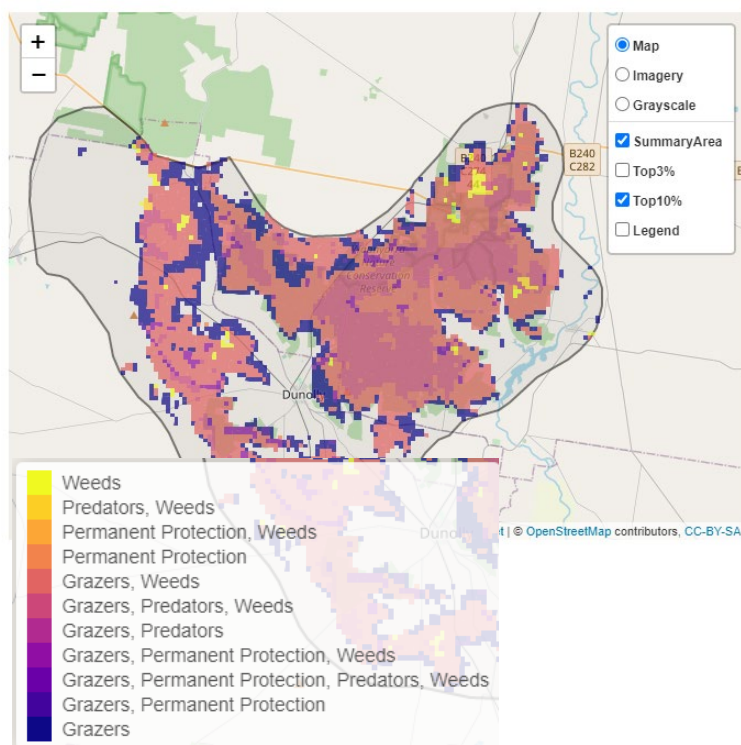 +
−
Map
Imagery
Grayscale
SummaryArea
Top3%
Top10%
Legend
B240
C282
Conservation
Duno
Weeds
Predators, Weeds
Permanent Protection, Weeds
Permanent Protection
Grazers, Weeds
Grazers, Predators, Weeds
Grazers, Predators
Grazers, Permanent Protection, Weeds
Grazers, Permanent Protection, Predators, Weeds
Grazers, Permanent Protection
Grazers
t | © OpenStreetMap contributors, CC-BY-SA